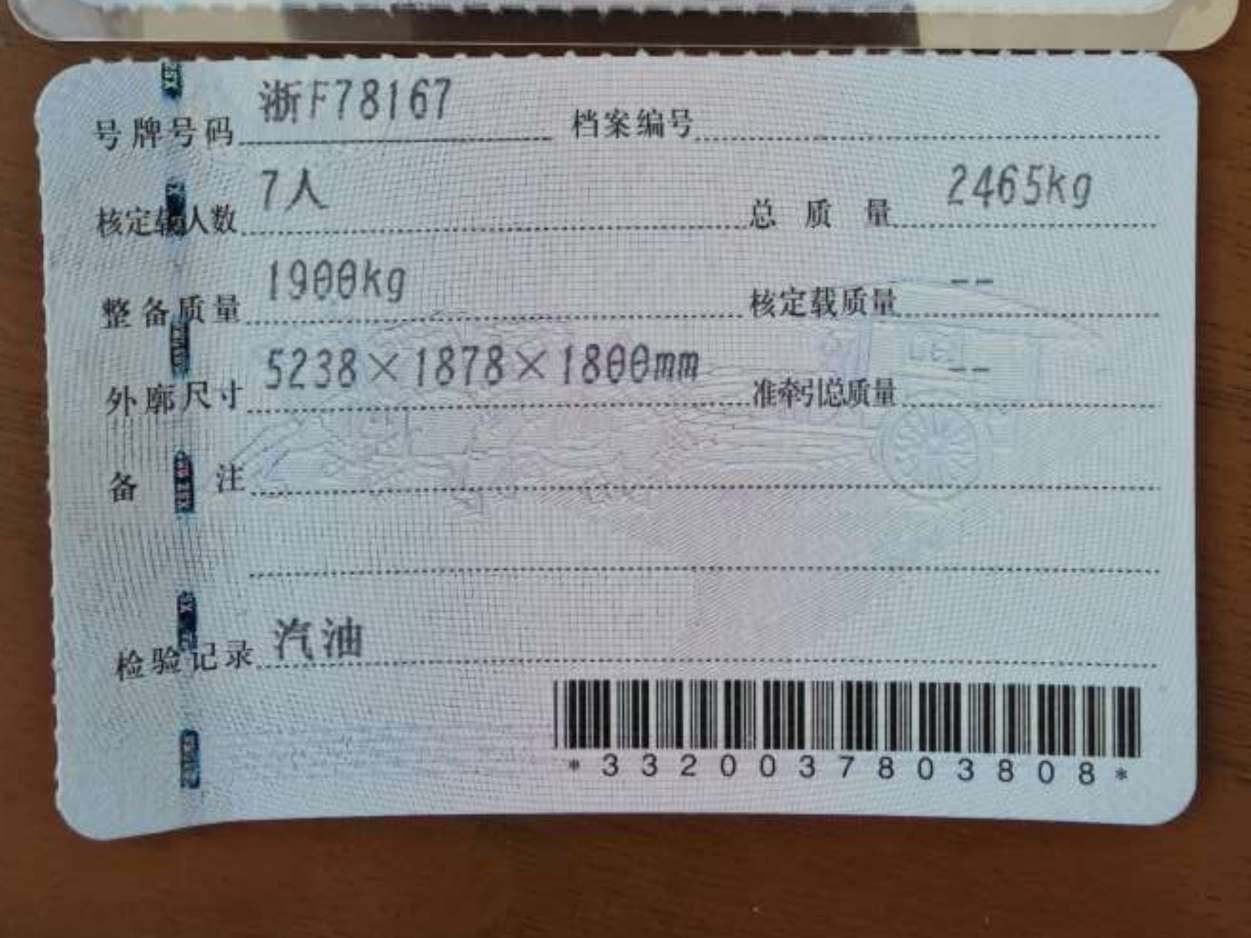 号牌号码 浙F78167 档案编号
核定载人数 7人 总质量 2465kg
整备质量 1900kg 核定载质量 --
外廓尺寸 5238×1878×1800mm 准牵引总质量 --
备注
检验记录 汽油
*3320037803808*